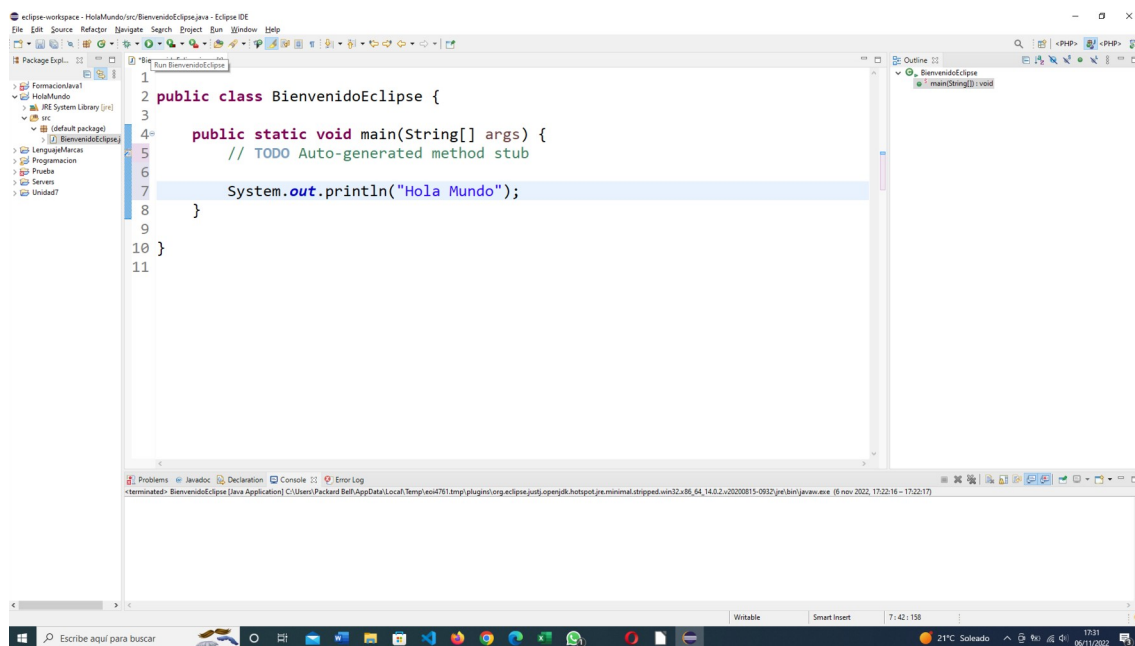 eclipse-workspace - HolaMundo/src/BienvenidoEclipse.java - Eclipse IDE
File Edit Source Refactor Navigate Search Project Run Window Help
<PHP> <PHP>
Package Expl...
Run BienvenidoEclipse
Outline
FormacionJava1
HolaMundo
JRE System Library [jre]
src
(default package)
BienvenidoEclipse.j
LenguajeMarcas
Programacion
Prueba
Servers
Unidad7
1
2 public class BienvenidoEclipse {
3
4 public static void main(String[] args) {
5 // TODO Auto-generated method stub
6
7 System.out.println("Hola Mundo");
8 }
9
10 }
11
BienvenidoEclipse
main(String[]) : void
Problems Javadoc Declaration Console Error Log
<terminated> BienvenidoEclipse [Java Application] C:\Users\Packard Bell\AppData\Local\Temp\eoi4761.tmp\plugins\org.eclipse.justj.openjdk.hotspot.jre.minimal.stripped.win32.x86_64_14.0.2.v20200815-0932\jre\bin\javaw.exe (6 nov 2022, 17:22:16 – 17:22:17)
Writable Smart Insert 7 : 42 : 158
Escribe aquí para buscar
21°C Soleado
17:31
06/11/2022